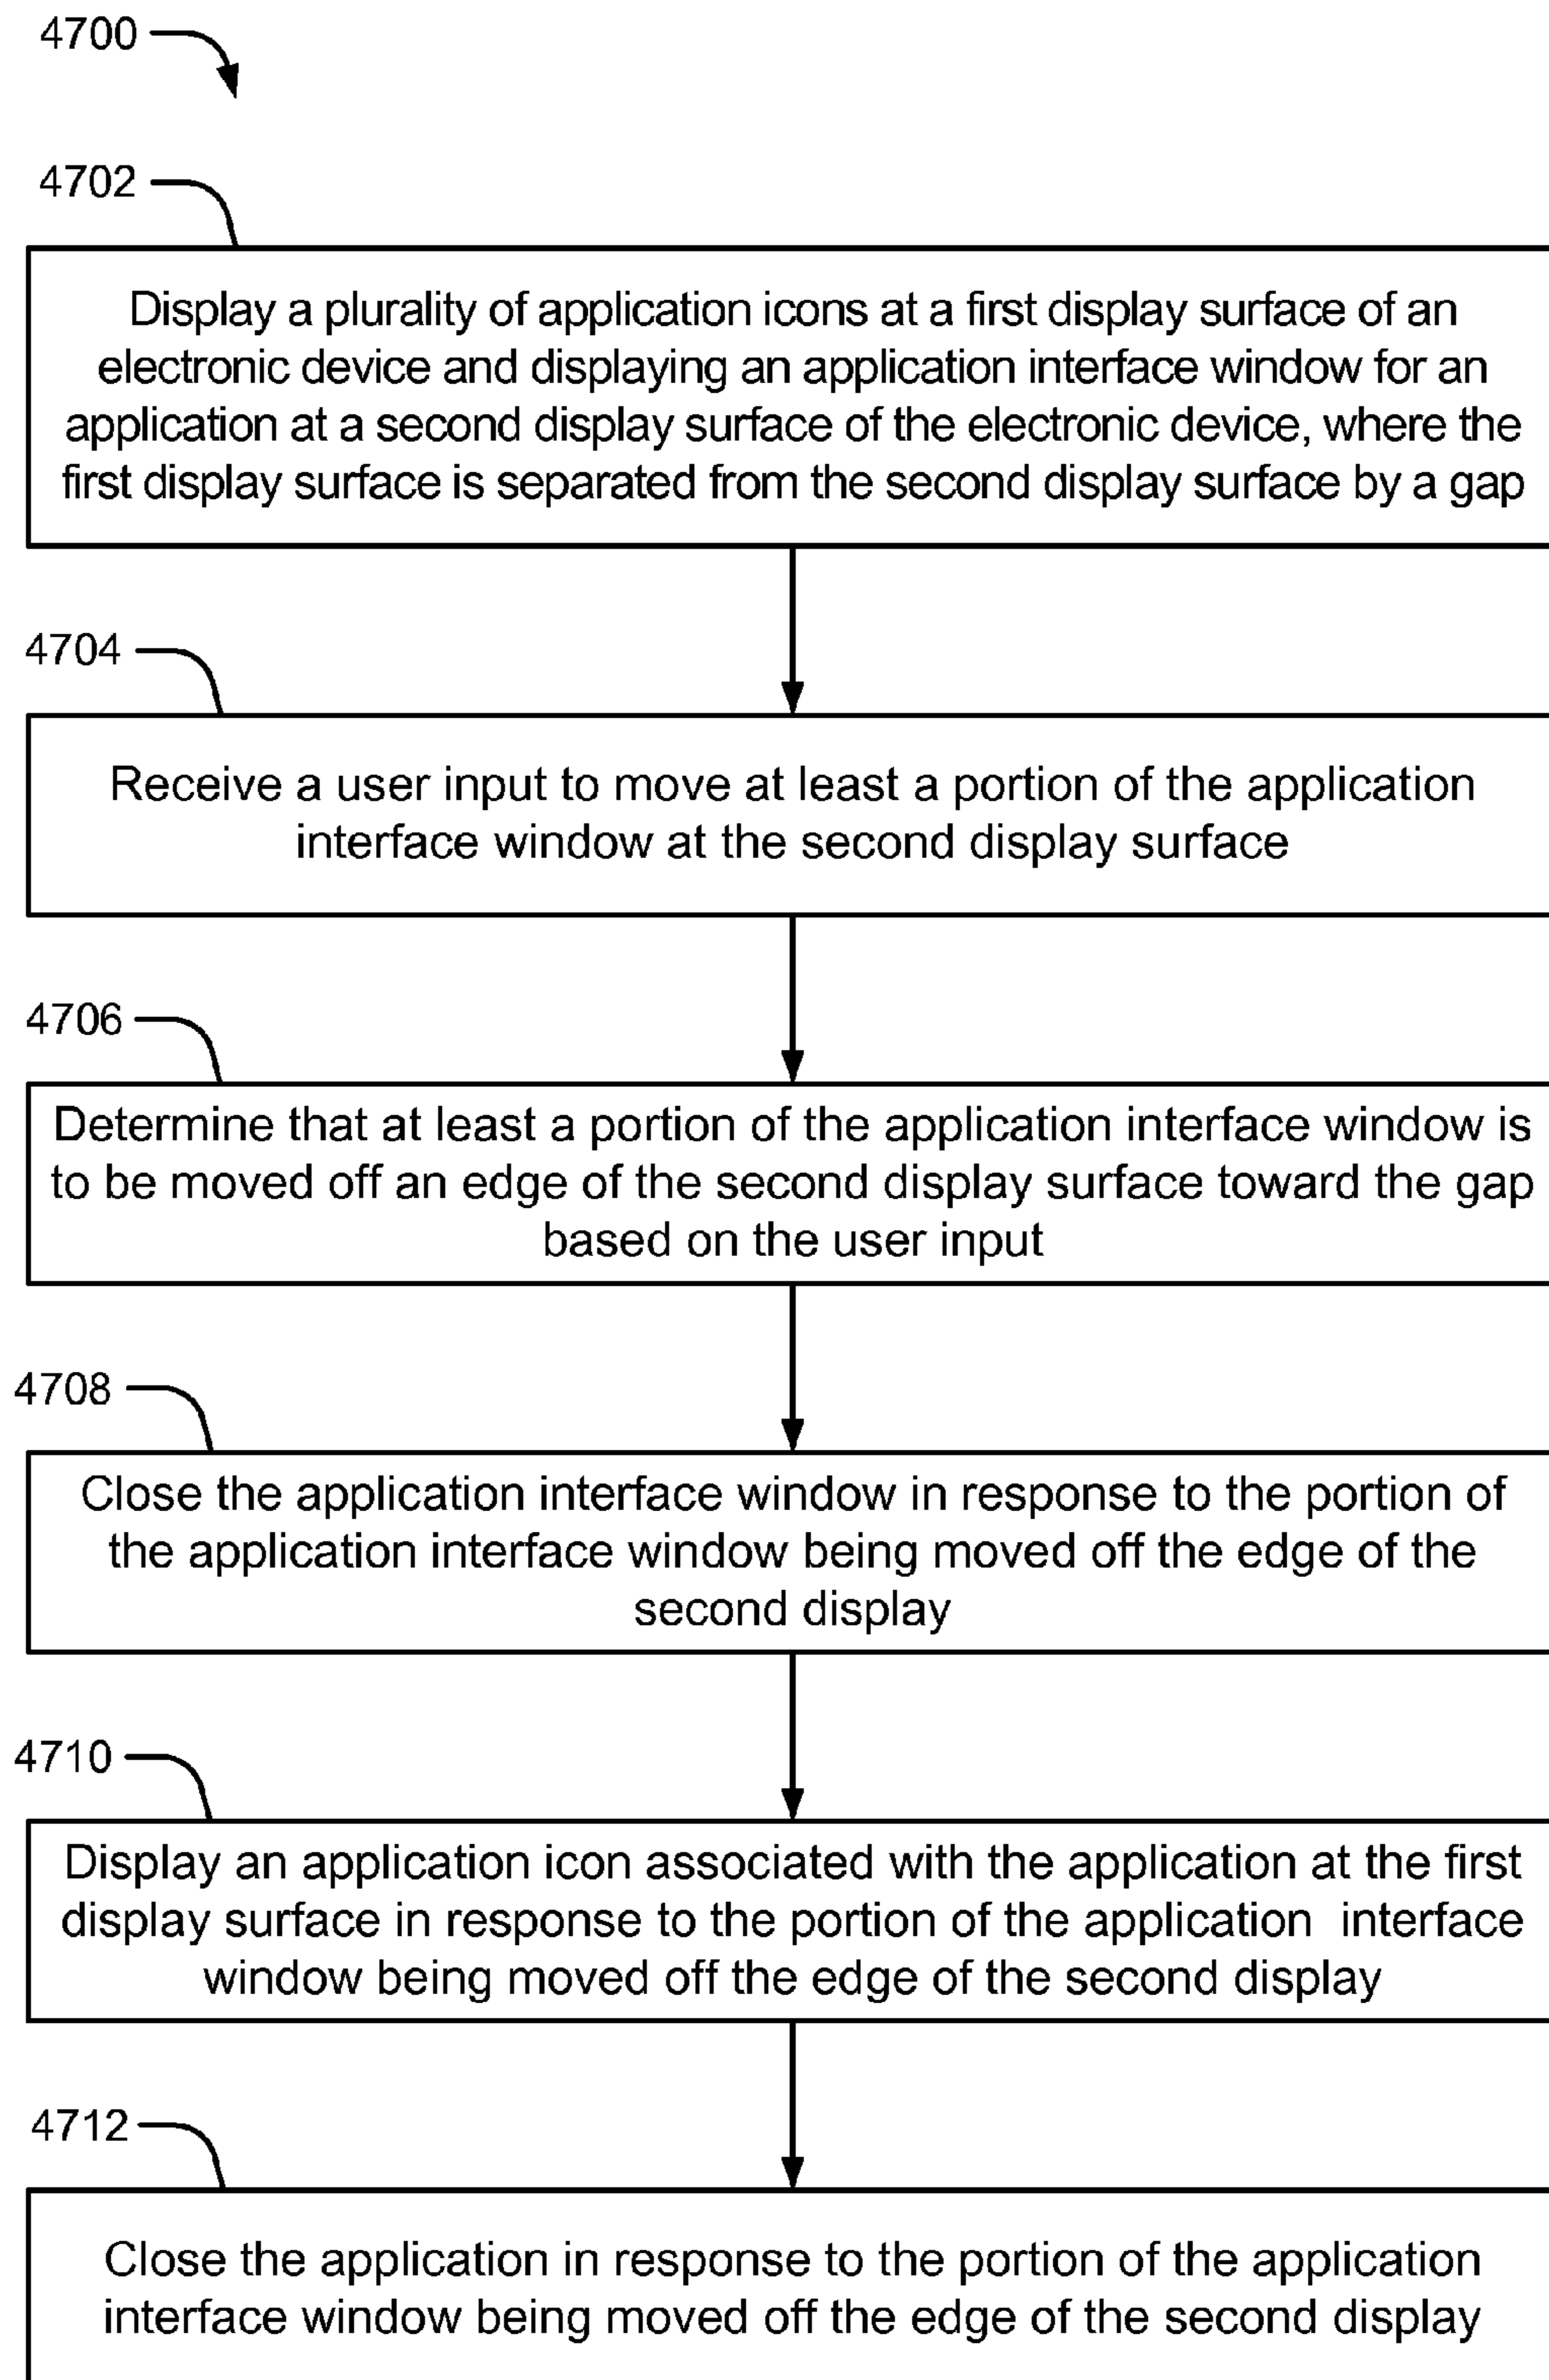 4700
4702
Display a plurality of application icons at a first display surface of an
electronic device and displaying an application interface window for an
application at a second display surface of the electronic device, where the
first display surface is separated from the second display surface by a gap
4704
Receive a user input to move at least a portion of the application
interface window at the second display surface
4706
Determine that at least a portion of the application interface window is
to be moved off an edge of the second display surface toward the gap
based on the user input
4708
Close the application interface window in response to the portion of
the application interface window being moved off the edge of the
second display
4710
Display an application icon associated with the application at the first
display surface in response to the portion of the application interface
window being moved off the edge of the second display
4712
Close the application in response to the portion of the application
interface window being moved off the edge of the second display